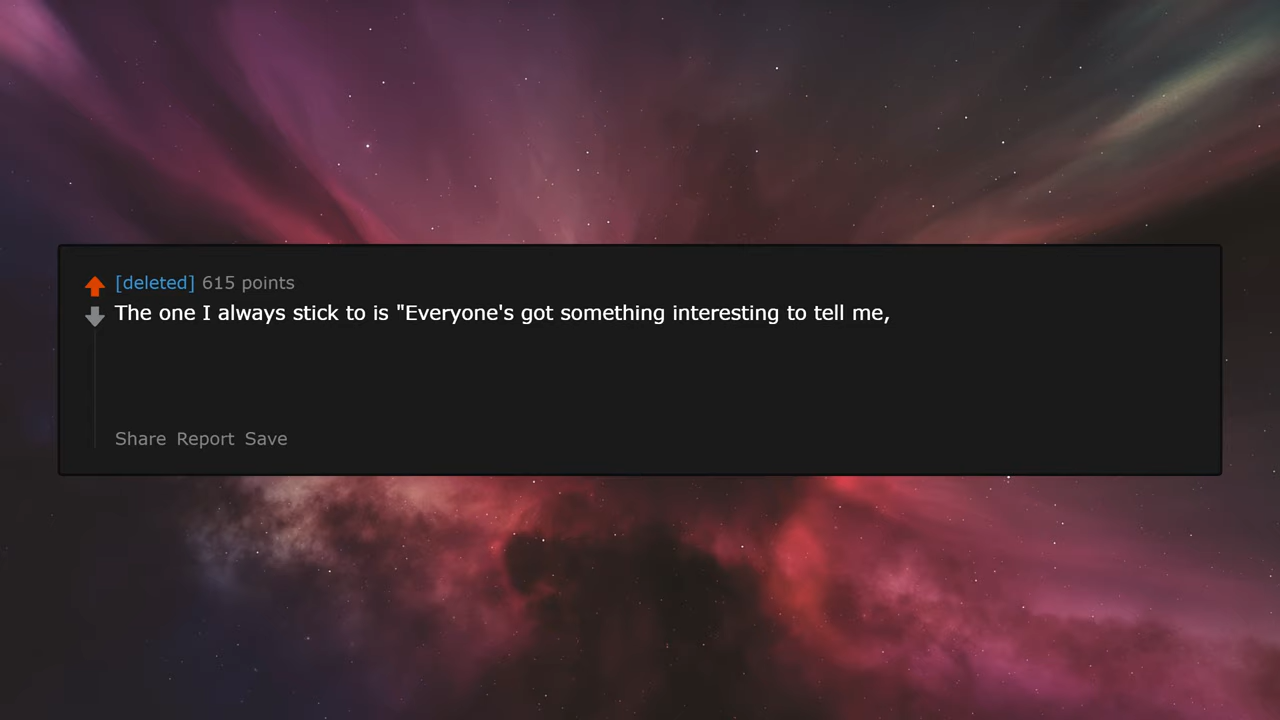 [deleted] 615 points
The one I always stick to is "Everyone's got something interesting to tell me,
Share Report Save